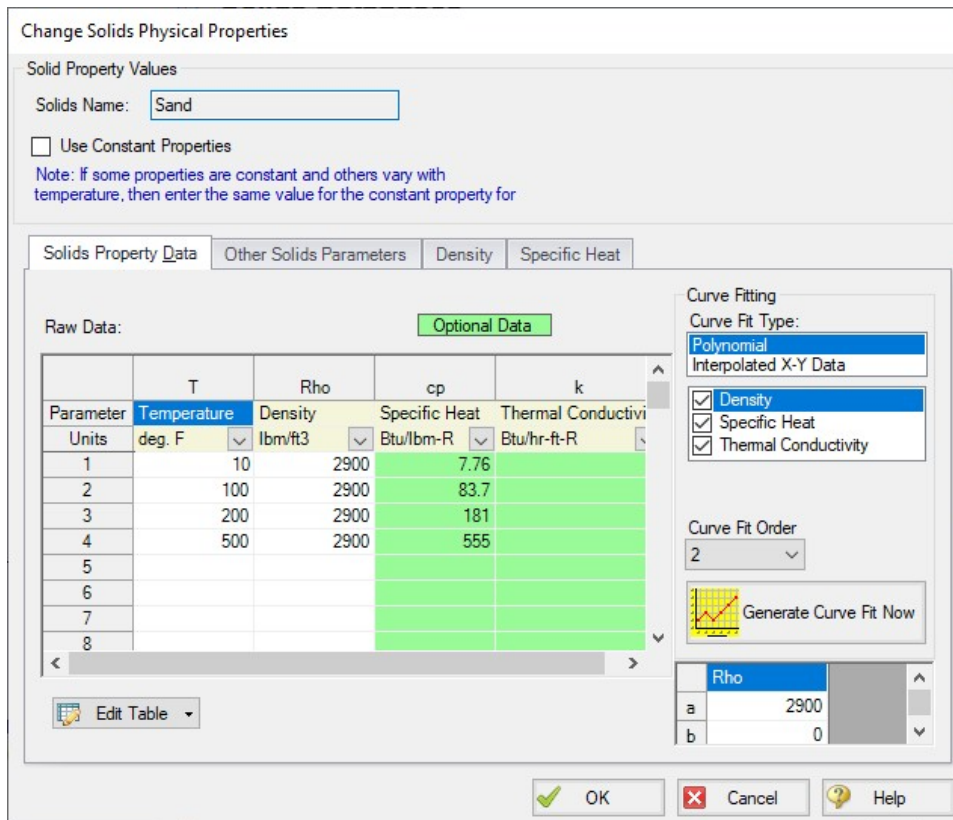 Change Solids Physical Properties
Solid Property Values
Solids Name: Sand
Use Constant Properties
Note: If some properties are constant and others vary with
temperature, then enter the same value for the constant property for
Solids Property Data Other Solids Parameters Density Specific Heat
Raw Data: Optional Data
T Rho cp k
Parameter Temperature Density Specific Heat Thermal Conductivi
Units deg. F lbm/ft3 Btu/lbm-R Btu/hr-ft-R
1 10 2900 7.76
2 100 2900 83.7
3 200 2900 181
4 500 2900 555
5
6
7
8
Edit Table
Curve Fitting
Curve Fit Type:
Polynomial
Interpolated X-Y Data
Density
Specific Heat
Thermal Conductivity
Curve Fit Order
2
Generate Curve Fit Now
Rho
a 2900
b 0
OK Cancel Help